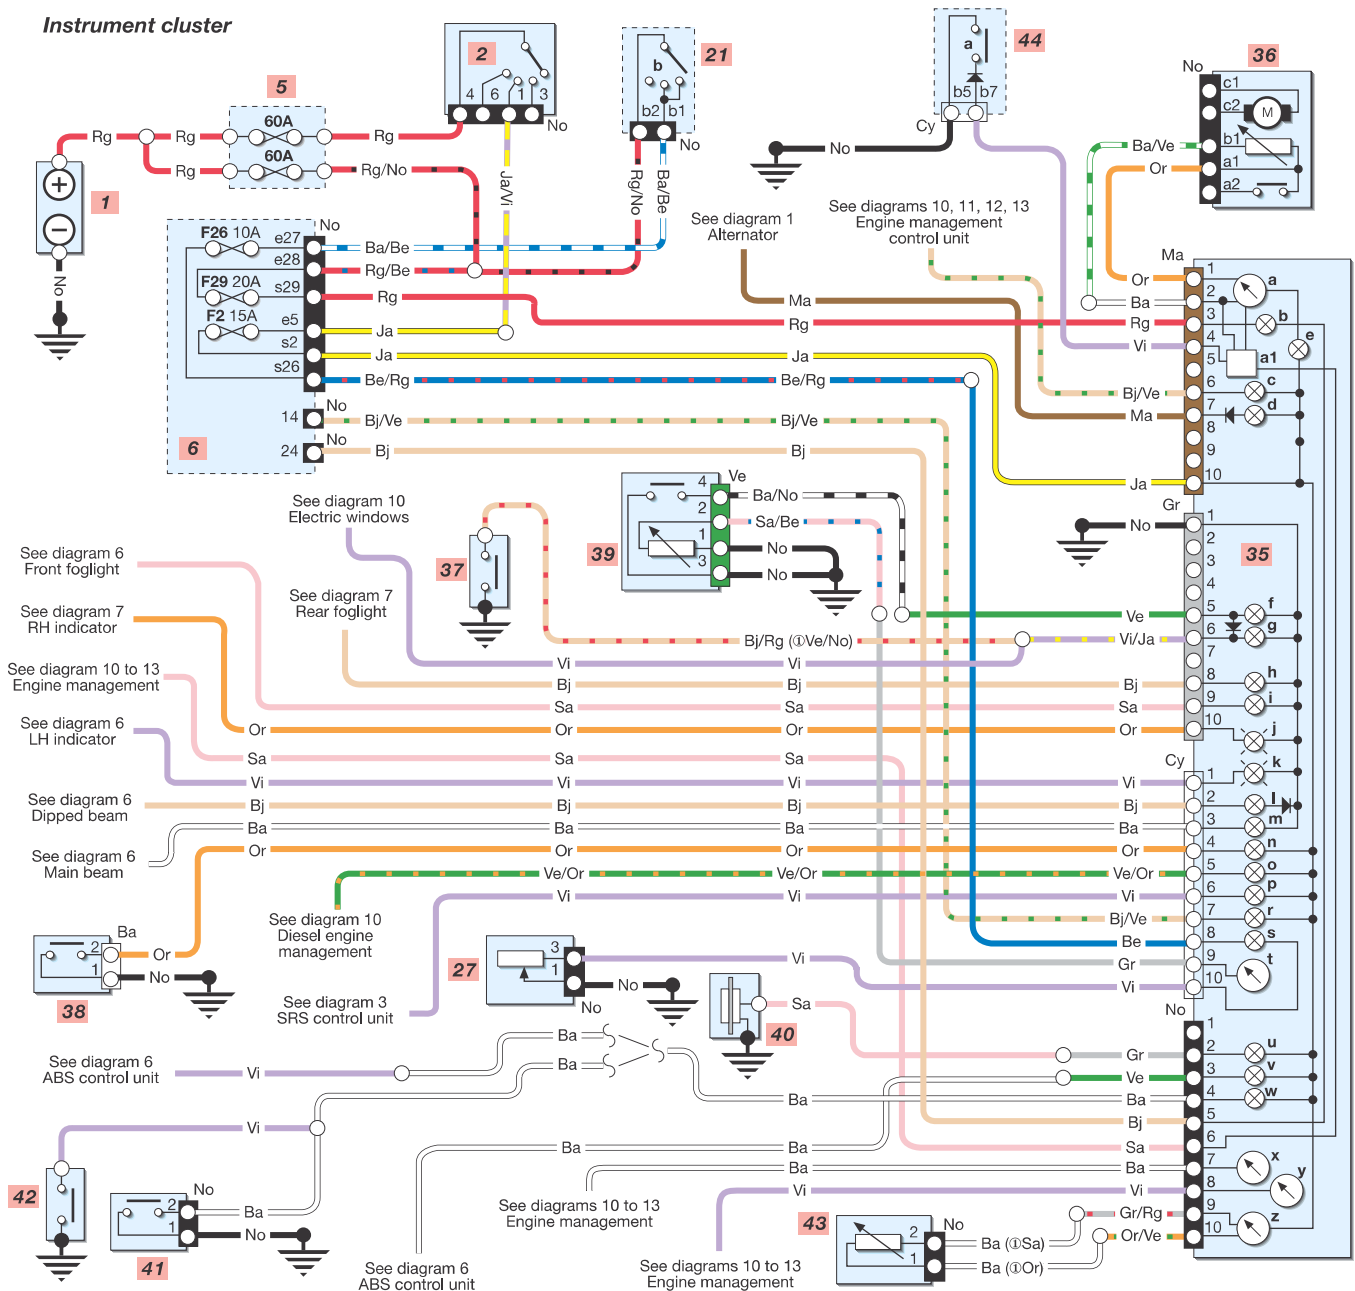 Instrument cluster
5
2
21
44
36
60A
60A
Rg
Rg
Rg
Rg
Rg/No
1
No
4
6
1
3
No
b
b2
b1
No
a
b5
b7
Cy
No
No
c1
c2
M
b1
a1
a2
Ba/Ve
Or
Ja/Vi
Rg/No
Ba/Be
See diagram 1
Alternator
See diagrams 10, 11, 12, 13
Engine management
control unit
F26 10A
F29 20A
F2 15A
No
e27
e28
s29
e5
s2
s26
14
No
24
No
6
Ba/Be
Rg/Be
Rg
Ja
Ja
Be/Rg
Bj/Ve
Bj
Ma
Rg
Ja
Be/Rg
Bj/Ve
Bj
Ma
Or
Ba
Rg
Vi
Bj/Ve
Ma
Ja
1
2
3
4
5
6
7
8
9
10
a
b
e
a1
c
d
See diagram 10
Electric windows
See diagram 6
Front foglight
See diagram 7
RH indicator
See diagram 10 to 13
Engine management
See diagram 6
LH indicator
See diagram 6
Dipped beam
See diagram 6
Main beam
See diagram 7
Rear foglight
37
39
4
2
1
3
Ve
Ba/No
Sa/Be
No
No
Gr
No
35
1
2
3
4
5
6
7
8
9
10
f
g
h
i
j
k
Ve
Bj/Rg (①Ve/No)
Vi/Ja
Vi
Vi
Bj
Bj
Bj
Sa
Sa
Sa
Or
Or
Or
Or
Sa
Sa
Sa
Vi
Vi
Vi
Vi
Bj
Bj
Bj
Bj
Ba
Ba
Ba
Ba
Or
Or
Or
Or
Ve/Or
Ve/Or
Ve/Or
Vi
Vi
Bj/Ve
Be
Gr
Vi
Cy
1
2
3
4
5
6
7
8
9
10
l
m
n
o
p
r
s
t
See diagram 10
Diesel engine
management
See diagram 3
SRS control unit
Ba
2
1
Or
No
38
27
3
1
No
No
Vi
40
Sa
See diagram 6
ABS control unit
Vi
Ba
Ba
Vi
42
41
No
2
1
Ba
No
See diagram 6
ABS control unit
Ba
Ba
See diagrams 10 to 13
Engine management
Ba
Ba
See diagrams 10 to 13
Engine management
Vi
43
No
2
1
Ba (①Sa)
Ba (①Or)
No
Gr
Ve
Ba
Bj
Sa
Ba
Vi
Gr/Rg
Or/Ve
1
2
3
4
5
6
7
8
9
10
u
v
w
x
y
z